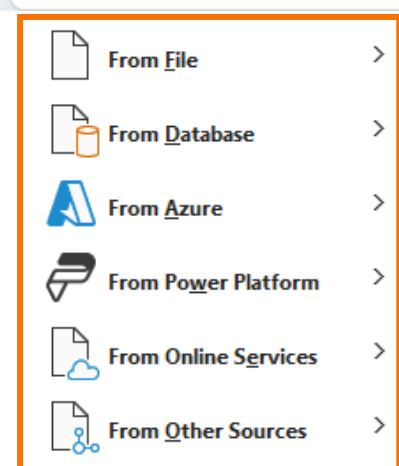 From File
From Database
From Azure
From Power Platform
From Online Services
From Other Sources